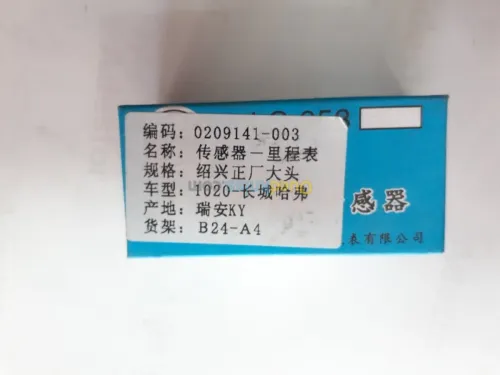 编码: 0209141-003
名称: 传感器-里程表
规格: 绍兴正厂大头
车型: 1020-长城哈弗
产地: 瑞安KY
货架: B24-A4
感器
表有限公司